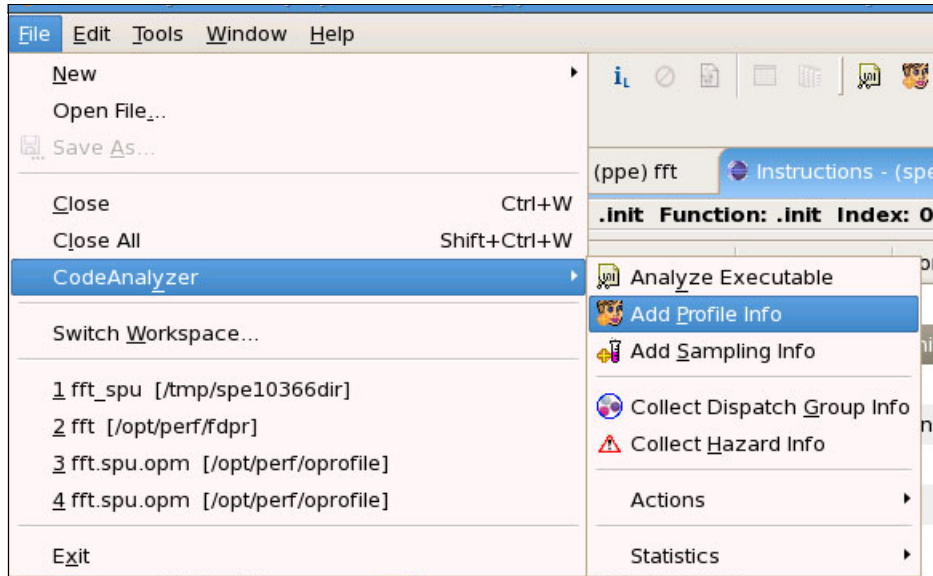 File Edit Tools Window Help
New
Open File...
Save As...
(ppe) fft
Instructions - (spe
Close Ctrl+W
.init Function: .init Index: 0
Close All Shift+Ctrl+W
CodeAnalyzer
Analyze Executable
Add Profile Info
Switch Workspace...
Add Sampling Info
1 fft_spu [/tmp/spe10366dir]
Collect Dispatch Group Info
2 fft [/opt/perf/fdpr]
Collect Hazard Info
3 fft.spu.opm [/opt/perf/oprofile]
4 fft.spu.opm [/opt/perf/oprofile]
Actions
Exit
Statistics